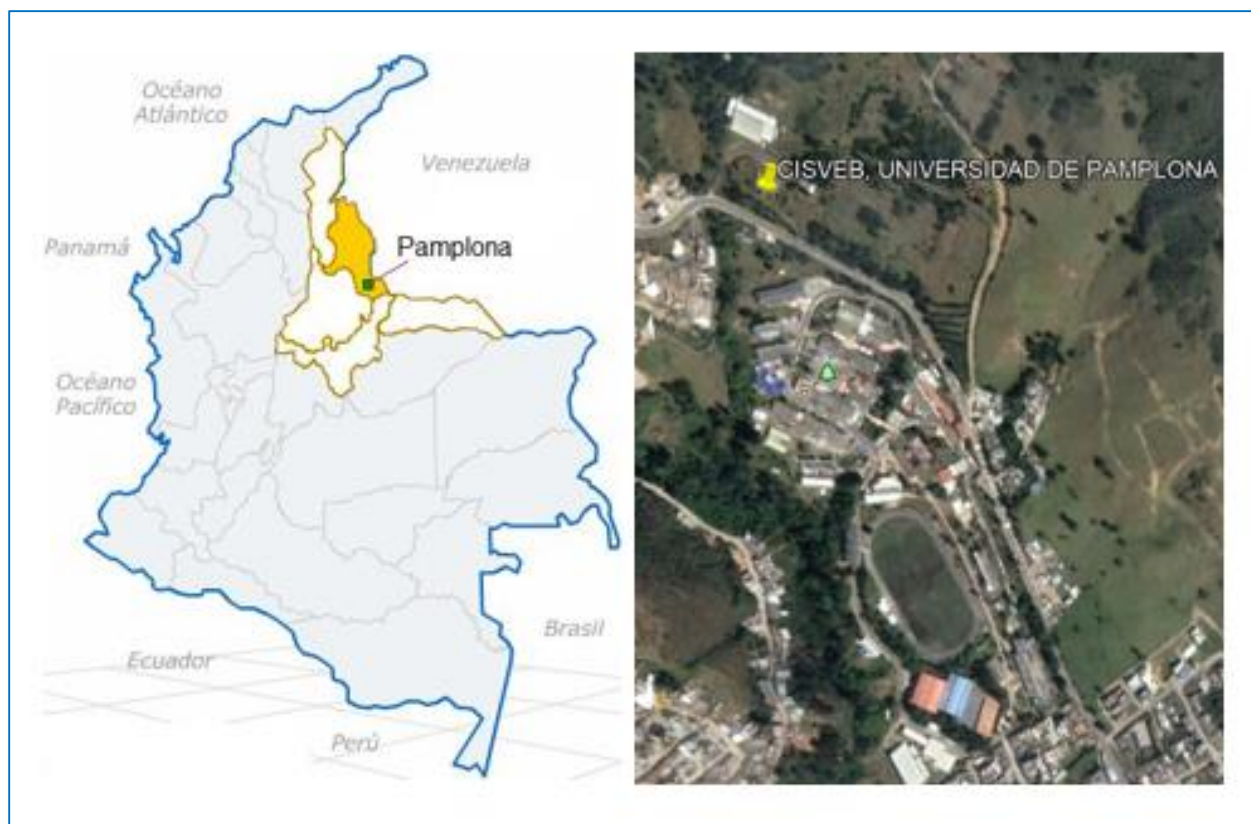 Océano
Atlántico
Venezuela
Panamá
Pamplona
Océano
Pacífico
Brasil
Ecuador
Perú
CISVEB, UNIVERSIDAD DE PAMPLONA